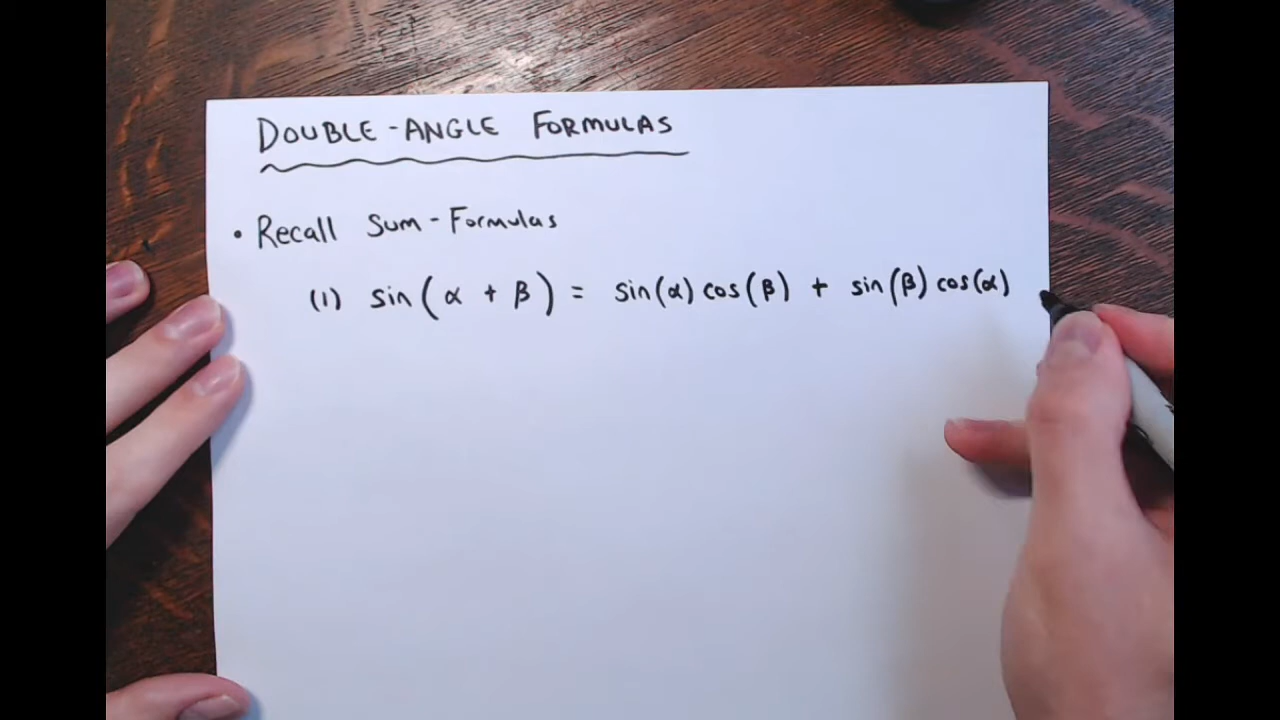 DOUBLE-ANGLE FORMULAS
• Recall Sum-Formulas
(1) sin(α + β) = sin(α) cos(β) + sin(β) cos(α)